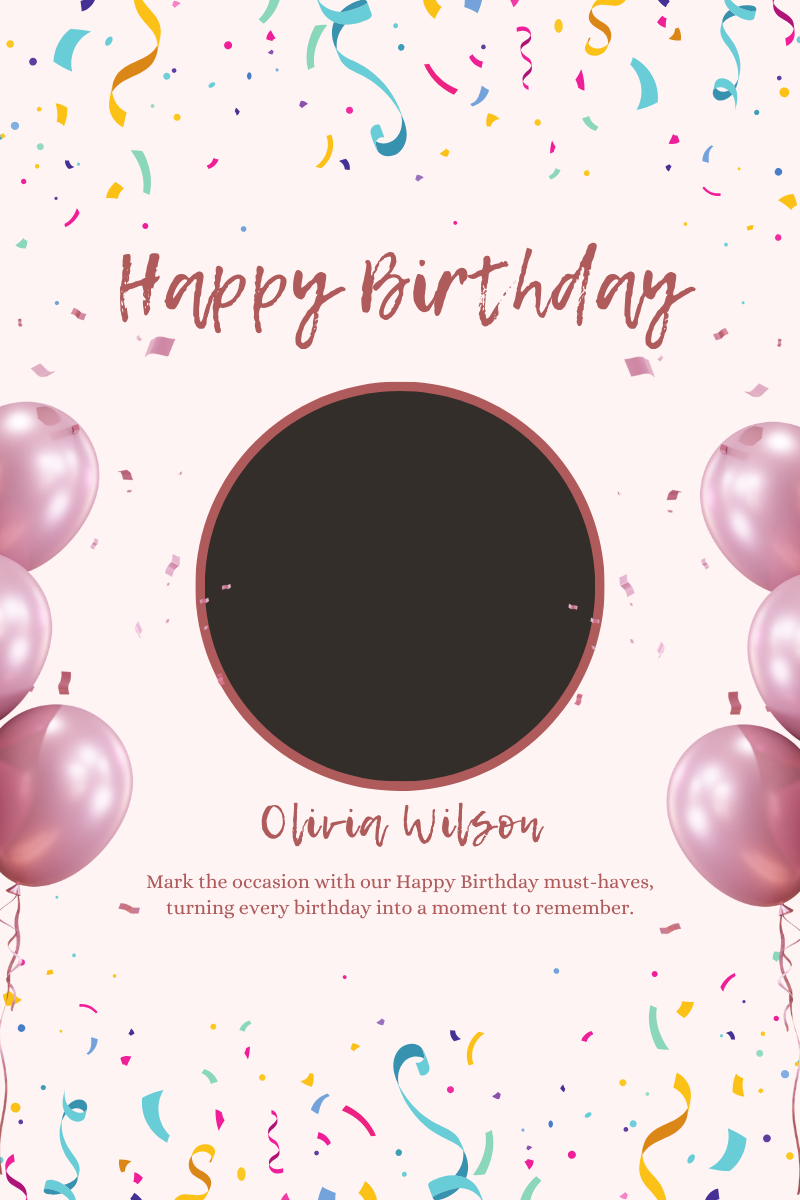 Happy Birthday
Olivia Wilson
Mark the occasion with our Happy Birthday must-haves,
turning every birthday into a moment to remember.